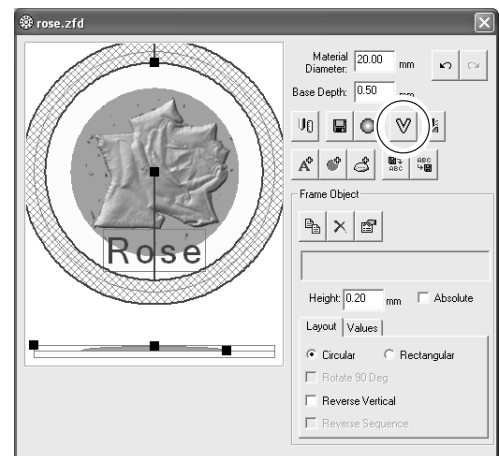 rose.zfd
Material Diameter: 20.00 mm
Base Depth: 0.50 mm
Rose
Frame Object
Height: 0.20 mm Absolute
Layout Values
Circular Rectangular
Rotate 90 Deg
Reverse Vertical
Reverse Sequence